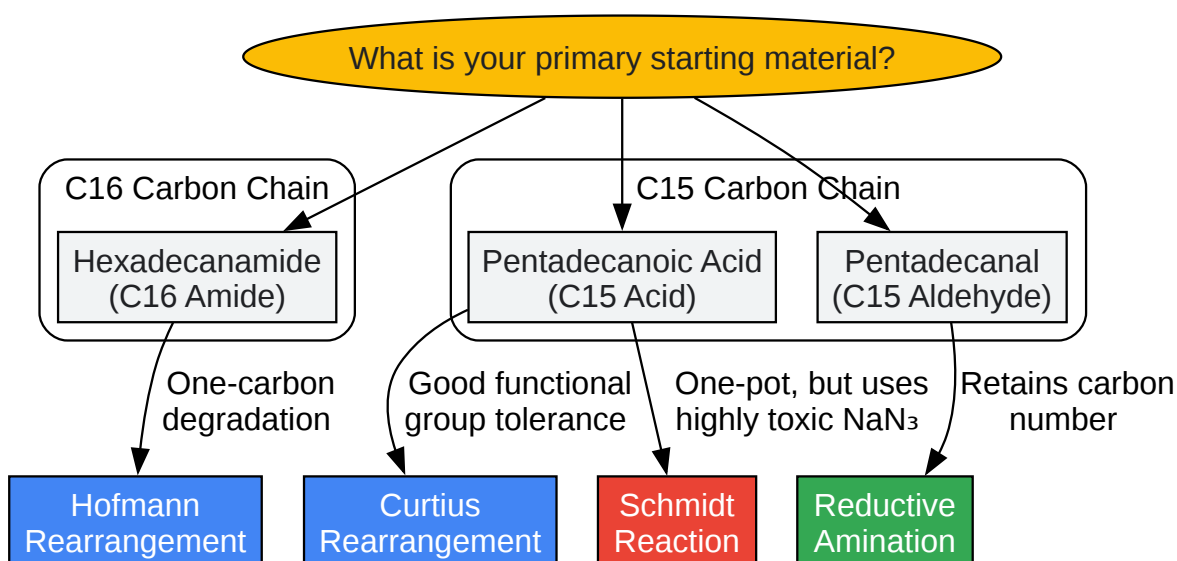 What is your primary starting material?
C16 Carbon Chain
C15 Carbon Chain
Hexadecanamide
(C16 Amide)
Pentadecanoic Acid
(C15 Acid)
Pentadecanal
(C15 Aldehyde)
One-carbon
degradation
Good functional
group tolerance
One-pot, but uses
highly toxic NaN₃
Retains carbon
number
Hofmann
Rearrangement
Curtius
Rearrangement
Schmidt
Reaction
Reductive
Amination